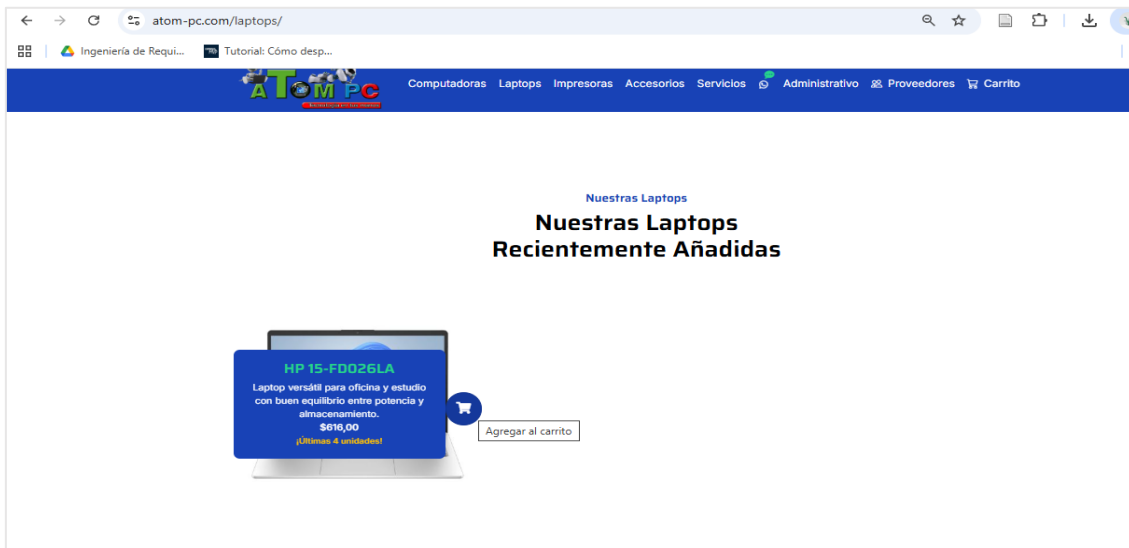 atom-pc.com/laptops/
Ingeniería de Requi... Tutorial: Cómo desp...
ATOM PC
Computadoras Laptops Impresoras Accesorios Servicios Administrativo Proveedores Carrito
Nuestras Laptops
Nuestras Laptops
Recientemente Añadidas
HP 15-FD026LA
Laptop versátil para oficina y estudio
con buen equilibrio entre potencia y
almacenamiento.
$616,00
¡Últimas 4 unidades!
Agregar al carrito